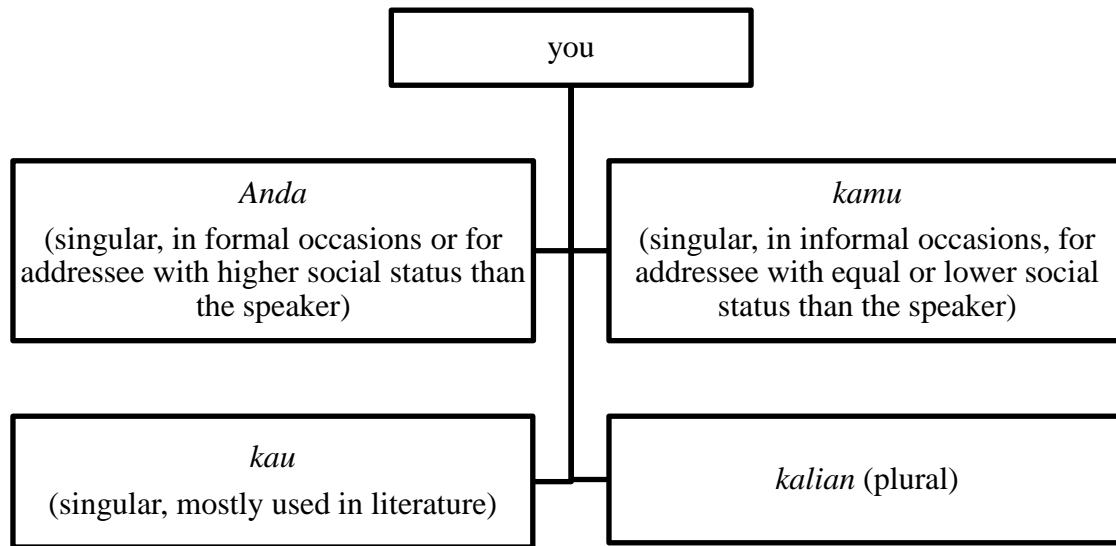 you
Anda
(singular, in formal occasions or for
addressee with higher social status than
the speaker)
kamu
(singular, in informal occasions, for
addressee with equal or lower social
status than the speaker)
kau
(singular, mostly used in literature)
kalian (plural)